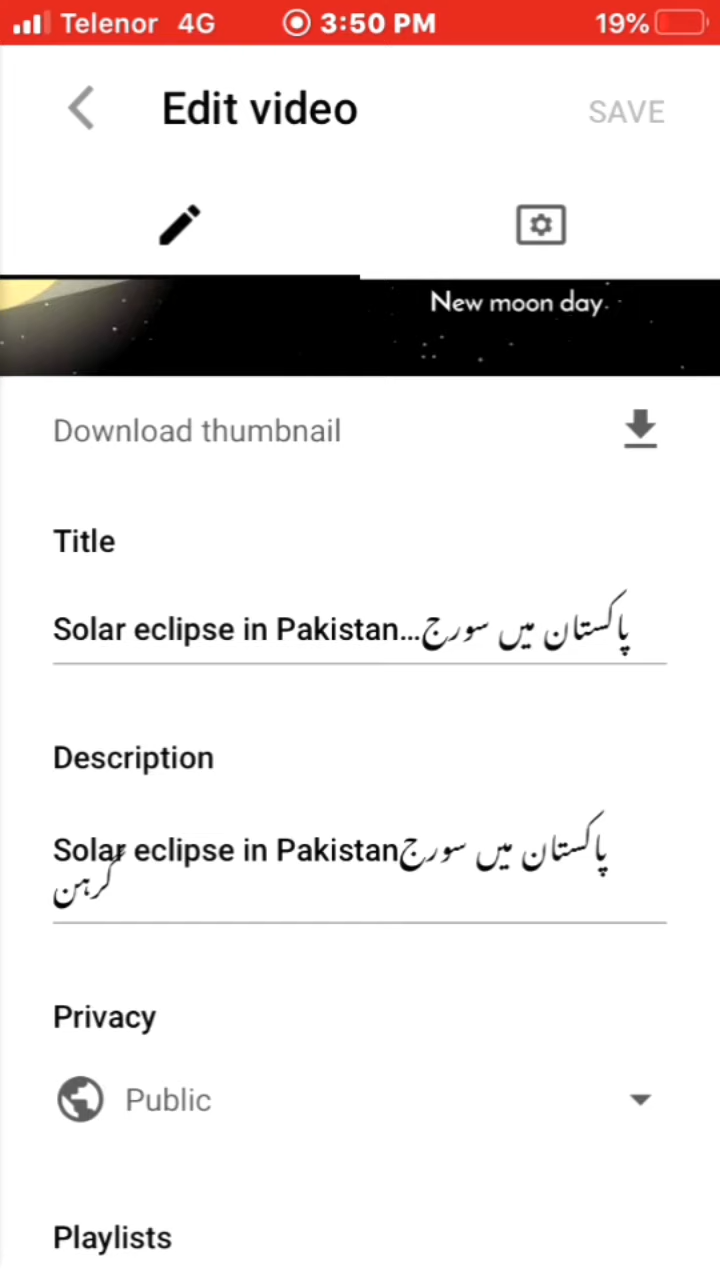 Telenor 4G 3:50 PM 19%
Edit video SAVE
New moon day
Download thumbnail
Title
Solar eclipse in Pakistan...پاکستان میں سورج
Description
Solar eclipse in Pakistanپاکستان میں سورج
گرہن
Privacy
Public
Playlists